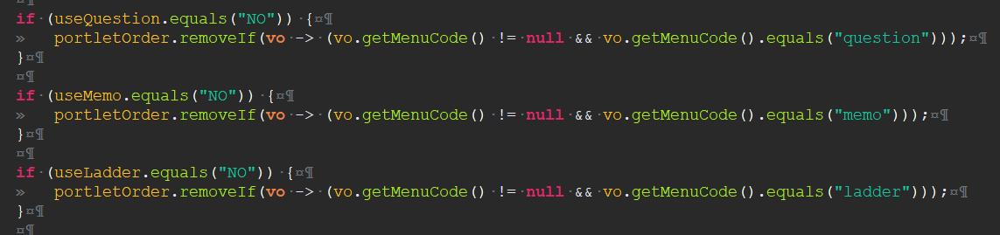 if (useQuestion.equals("NO")) {
» portletOrder.removeIf(vo -> (vo.getMenuCode() != null && vo.getMenuCode().equals("question")));
}
if (useMemo.equals("NO")) {
» portletOrder.removeIf(vo -> (vo.getMenuCode() != null && vo.getMenuCode().equals("memo")));
}
if (useLadder.equals("NO")) {
» portletOrder.removeIf(vo -> (vo.getMenuCode() != null && vo.getMenuCode().equals("ladder")));
}